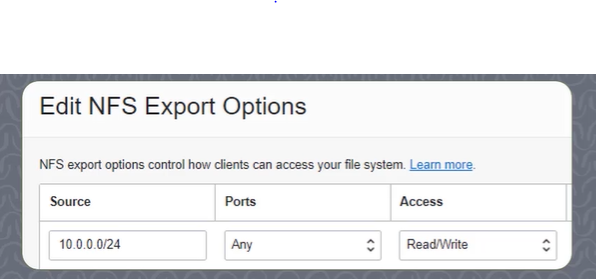 Edit NFS Export Options
NFS export options control how clients can access your file system. Learn more.
Source Ports Access
10.0.0.0/24 Any Read/Write